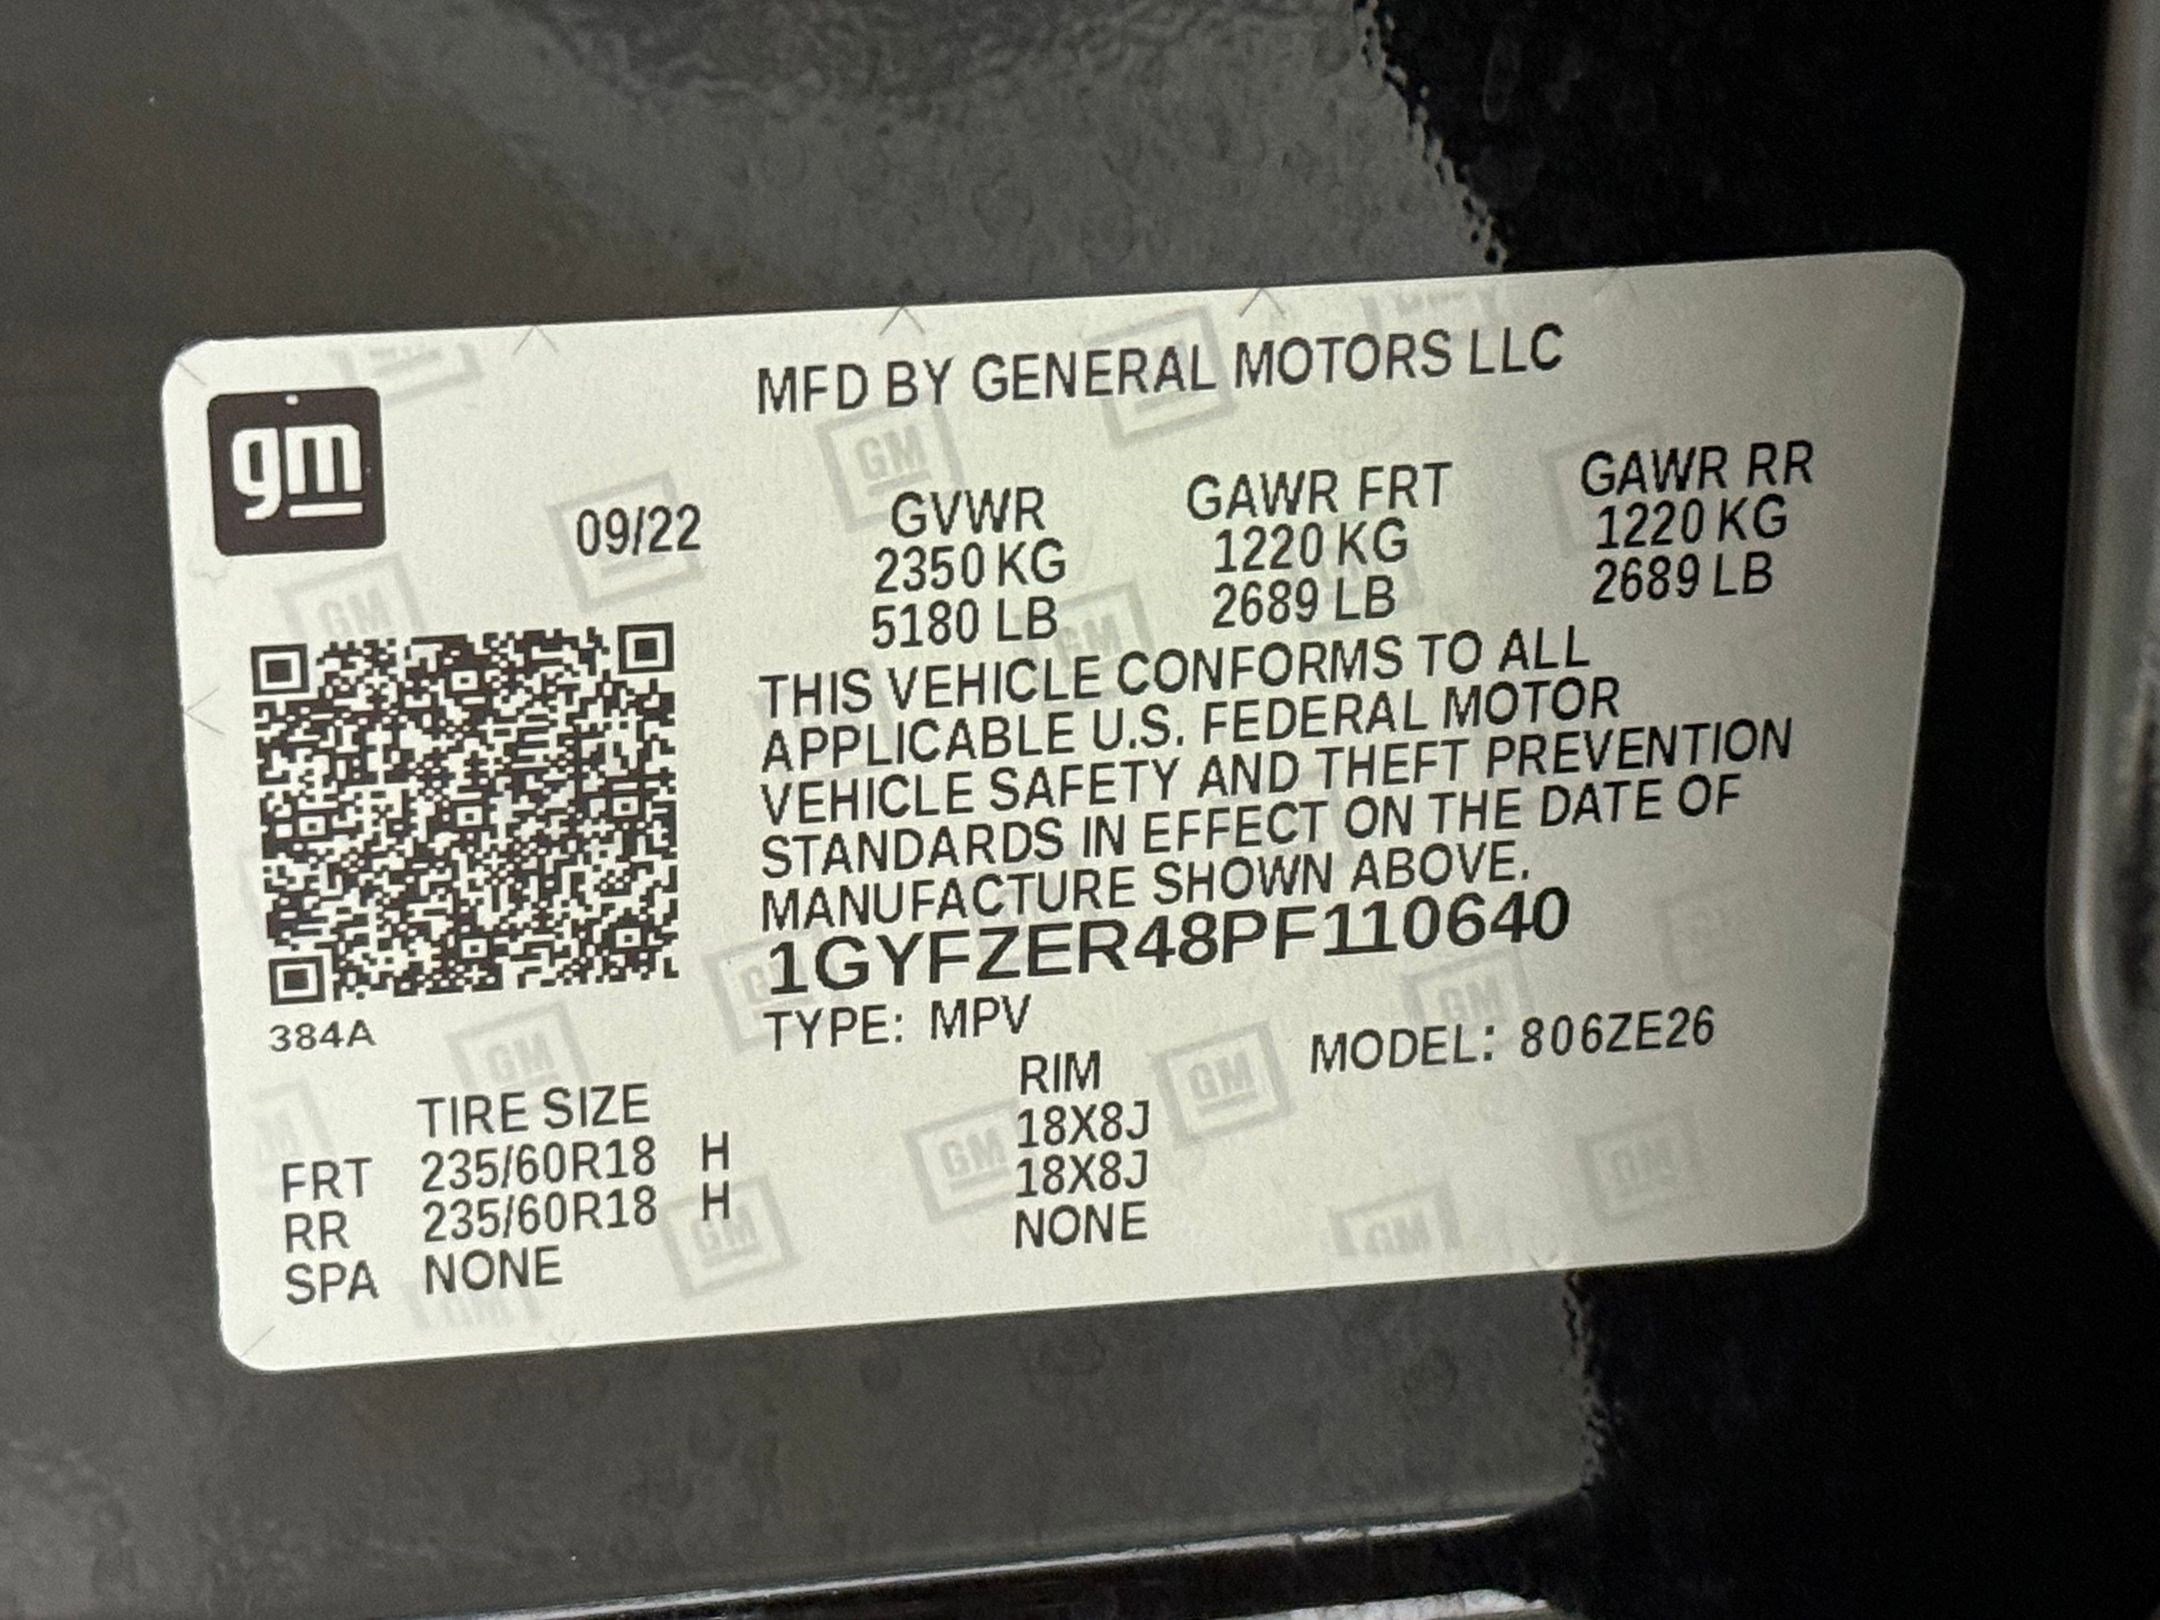 MFD BY GENERAL MOTORS LLC
gm
09/22
GVWR GAWR FRT GAWR RR
2350 KG 1220 KG 1220 KG
5180 LB 2689 LB 2689 LB
THIS VEHICLE CONFORMS TO ALL
APPLICABLE U.S. FEDERAL MOTOR
VEHICLE SAFETY AND THEFT PREVENTION
STANDARDS IN EFFECT ON THE DATE OF
MANUFACTURE SHOWN ABOVE.
1GYFZER48PF110640
384A
TYPE: MPV MODEL: 806ZE26
TIRE SIZE RIM
FRT 235/60R18 H 18X8J
RR 235/60R18 H 18X8J
SPA NONE NONE